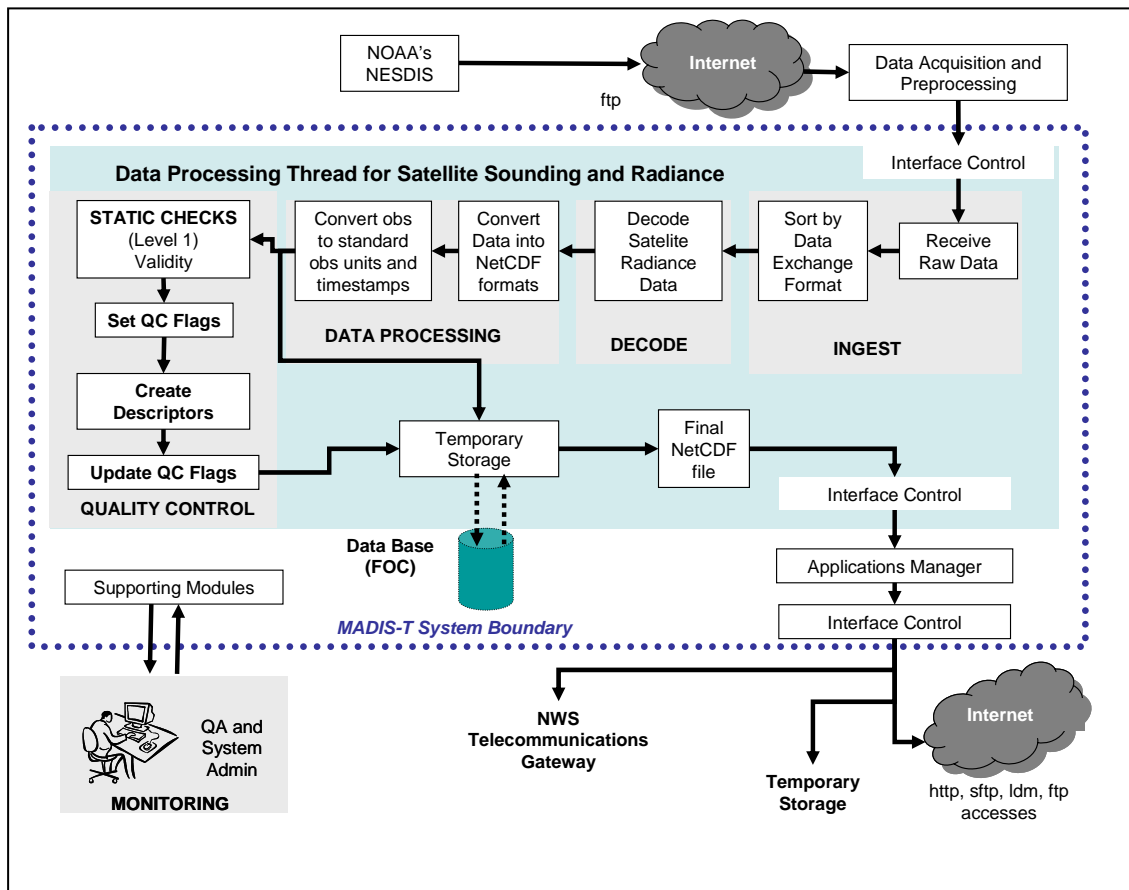 NOAA's
NESDIS
Internet
ftp
Data Acquisition and
Preprocessing
Interface Control
Data Processing Thread for Satellite Sounding and Radiance
STATIC CHECKS
(Level 1)
Validity
Convert obs
to standard
obs units and
timestamps
Convert
Data into
NetCDF
formats
Decode
Satelite
Radiance
Data
Sort by
Data
Exchange
Format
Receive
Raw Data
Set QC Flags
DATA PROCESSING
DECODE
INGEST
Create
Descriptors
Update QC Flags
QUALITY CONTROL
Temporary
Storage
Final
NetCDF
file
Interface Control
Data Base
(FOC)
Applications Manager
Supporting Modules
Interface Control
MADIS-T System Boundary
QA and
System
Admin
MONITORING
NWS
Telecommunications
Gateway
Temporary
Storage
Internet
http, sftp, ldm, ftp
accesses